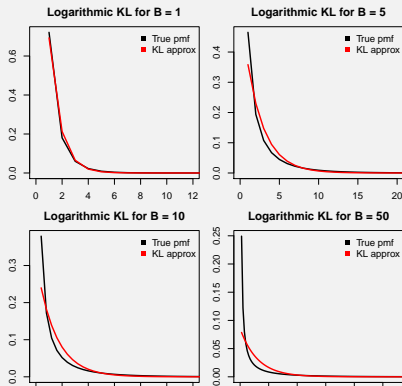 Logarithmic KL for B = 1
True pmf
KL approx
0.0 0.2 0.4 0.6
0 2 4 6 8 10 12
Logarithmic KL for B = 5
True pmf
KL approx
0.0 0.2 0.4
0 5 10 15 20
Logarithmic KL for B = 10
True pmf
KL approx
0.0 0.1 0.2 0.3
Logarithmic KL for B = 50
True pmf
KL approx
0.00 0.05 0.10 0.15 0.20 0.25